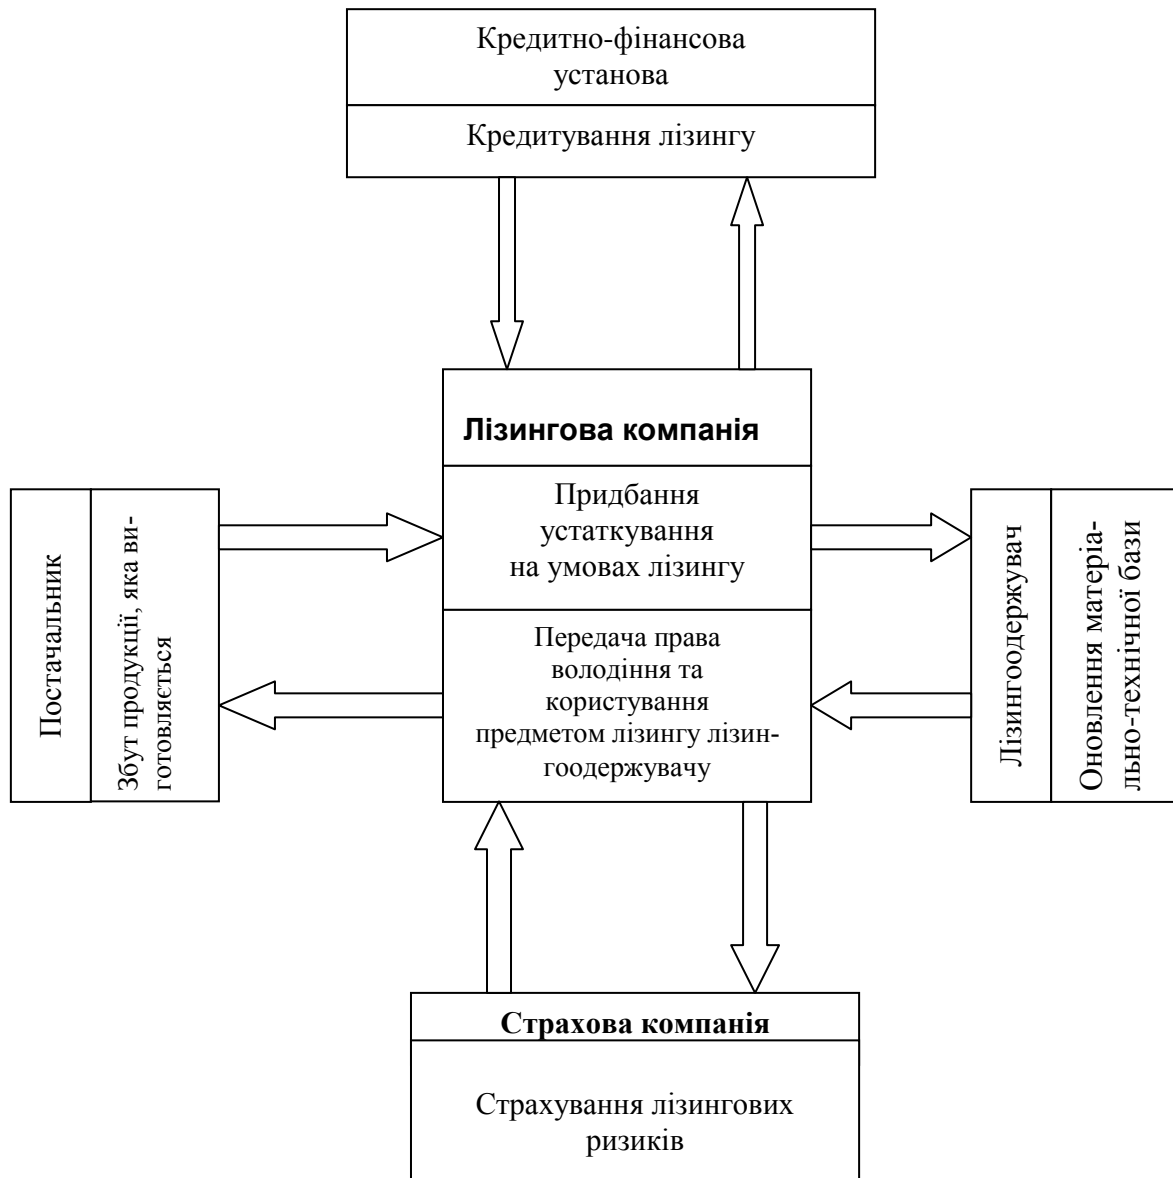 Кредитно-фінансова
установа
Кредитування лізингу
Лізингова компанія
Придбання
устаткування
на умовах лізингу
Передача права
володіння та
користування
предметом лізингу лізин-
гоодержувачу
Постачальник
Збут продукції, яка ви-
готовляється
Лізингоодержувач
Оновлення матеріа-
льно-технічної бази
Страхова компанія
Страхування лізингових
ризиків